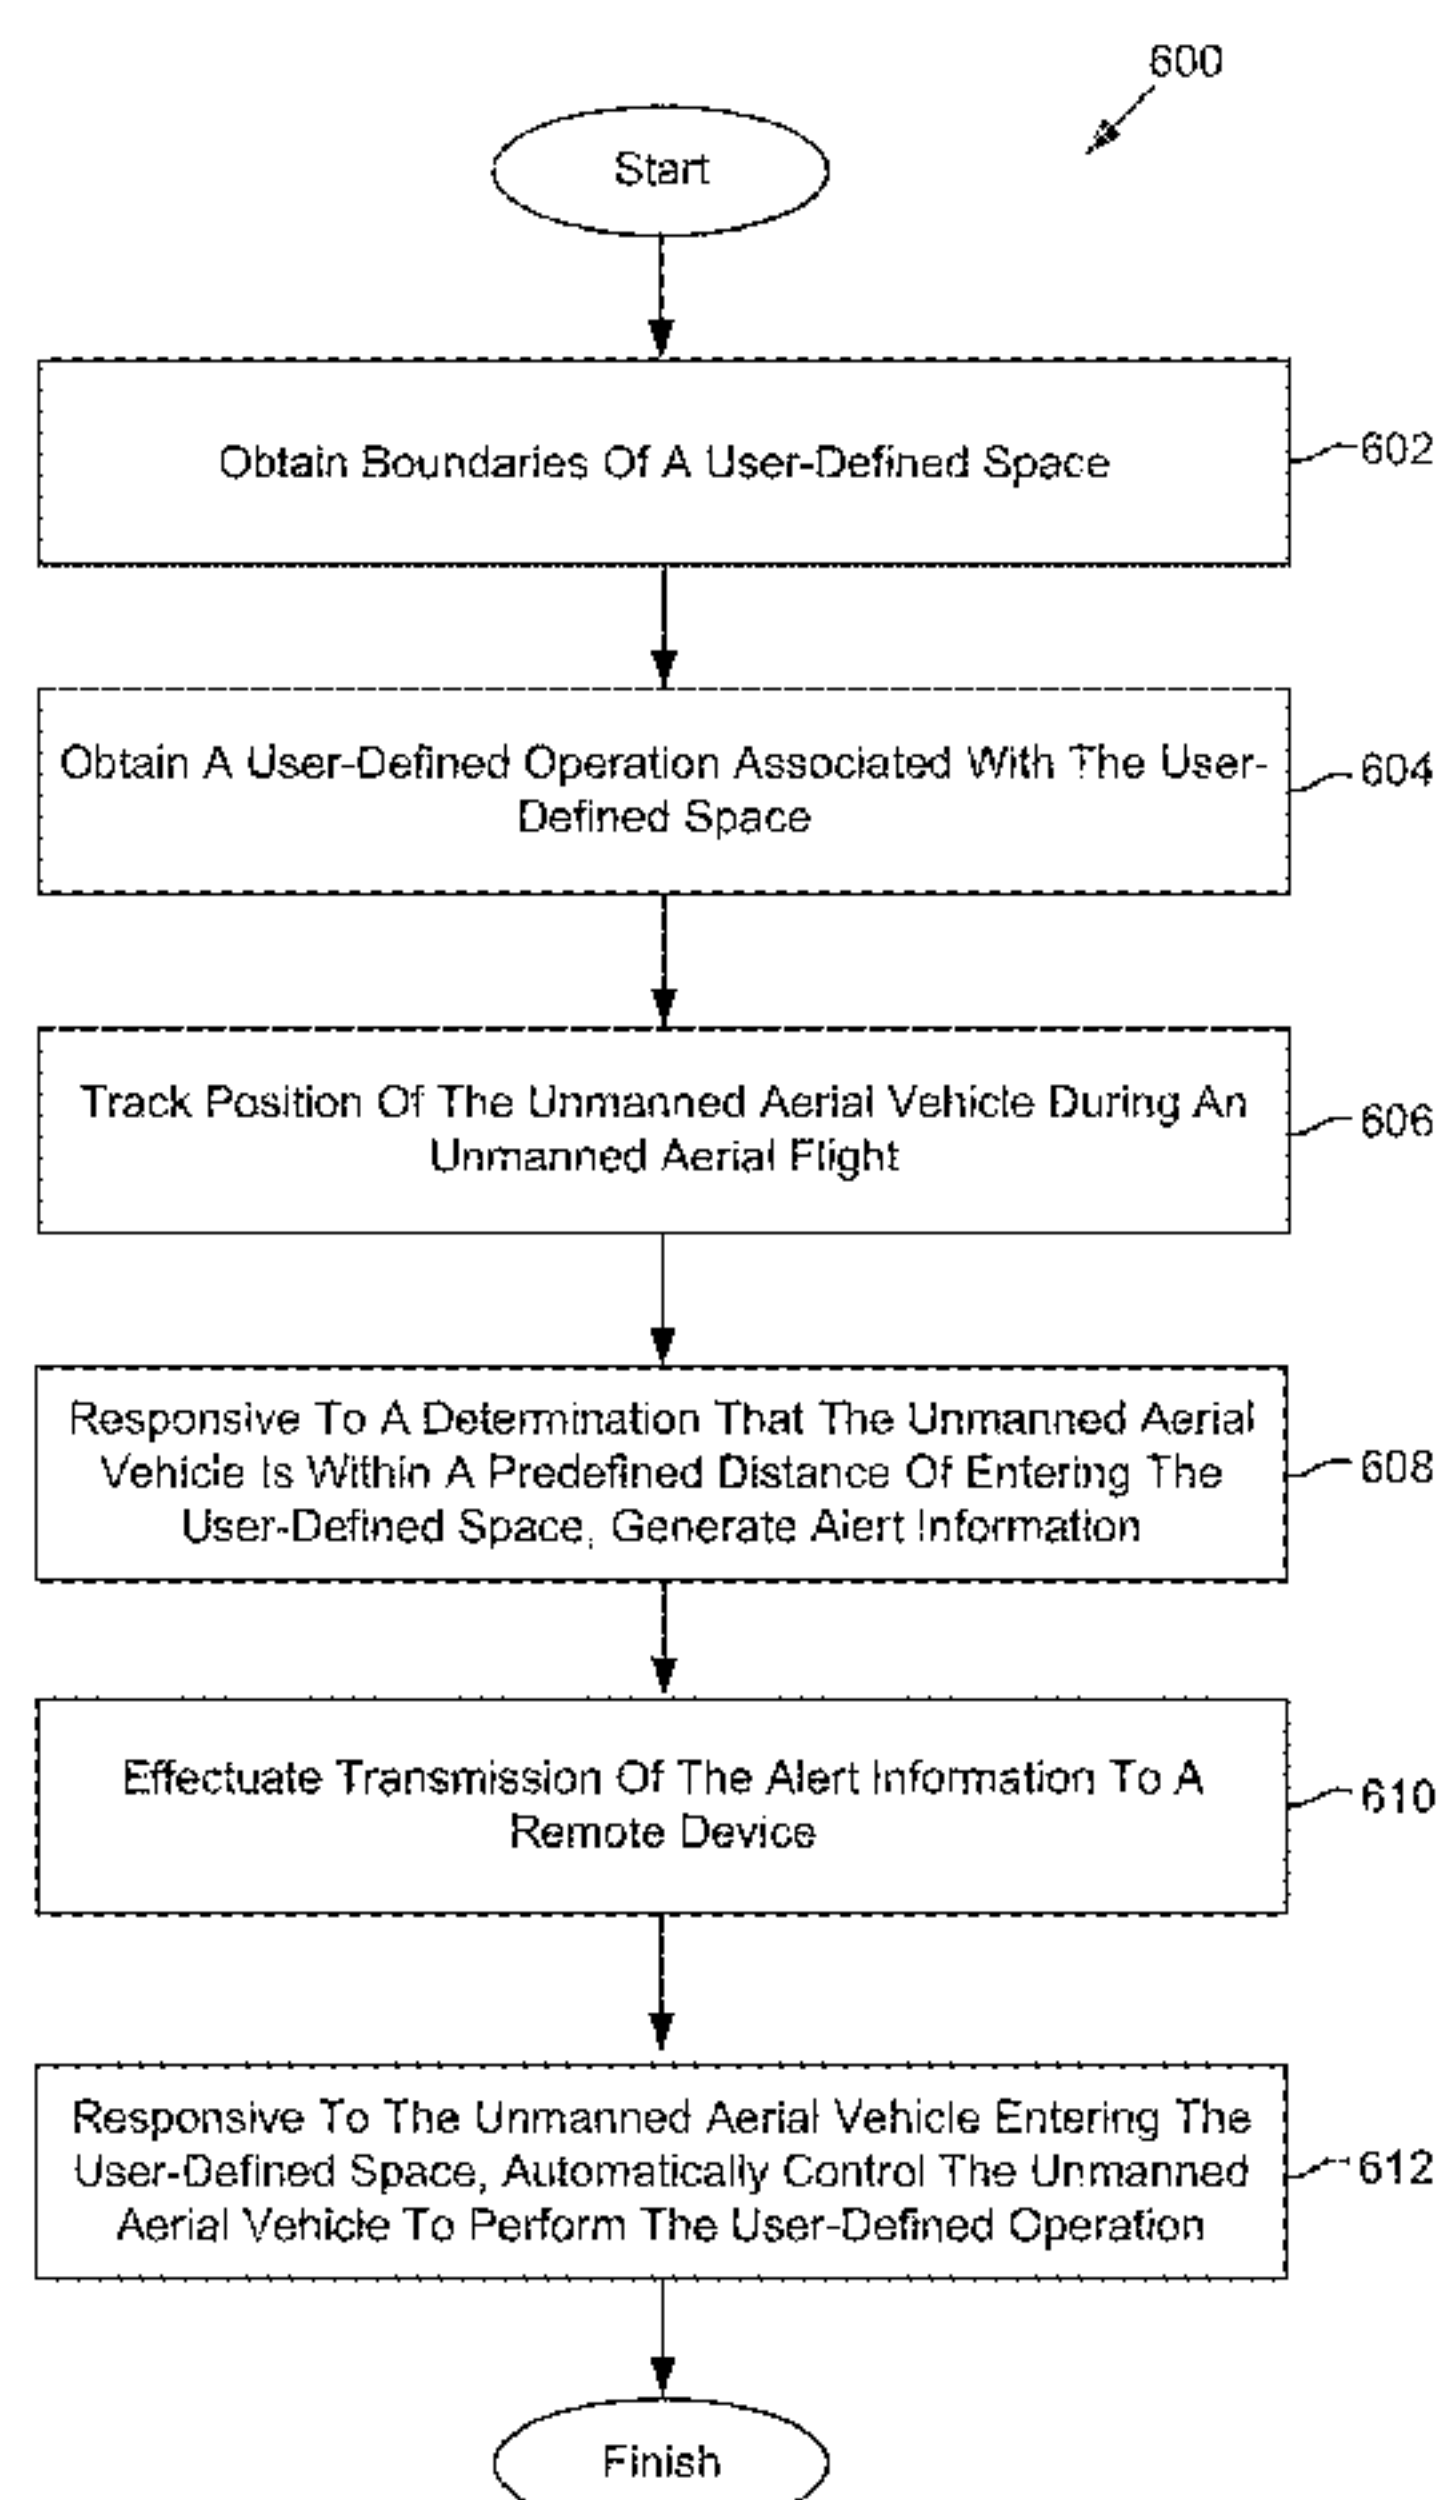 600
Start
Obtain Boundaries Of A User-Defined Space
602
Obtain A User-Defined Operation Associated With The User-
Defined Space
604
Track Position Of The Unmanned Aerial Vehicle During An
Unmanned Aerial Flight
606
Responsive To A Determination That The Unmanned Aerial
Vehicle Is Within A Predefined Distance Of Entering The
User-Defined Space, Generate Alert Information
608
Effectuate Transmission Of The Alert Information To A
Remote Device
610
Responsive To The Unmanned Aerial Vehicle Entering The
User-Defined Space, Automatically Control The Unmanned
Aerial Vehicle To Perform The User-Defined Operation
612
Finish